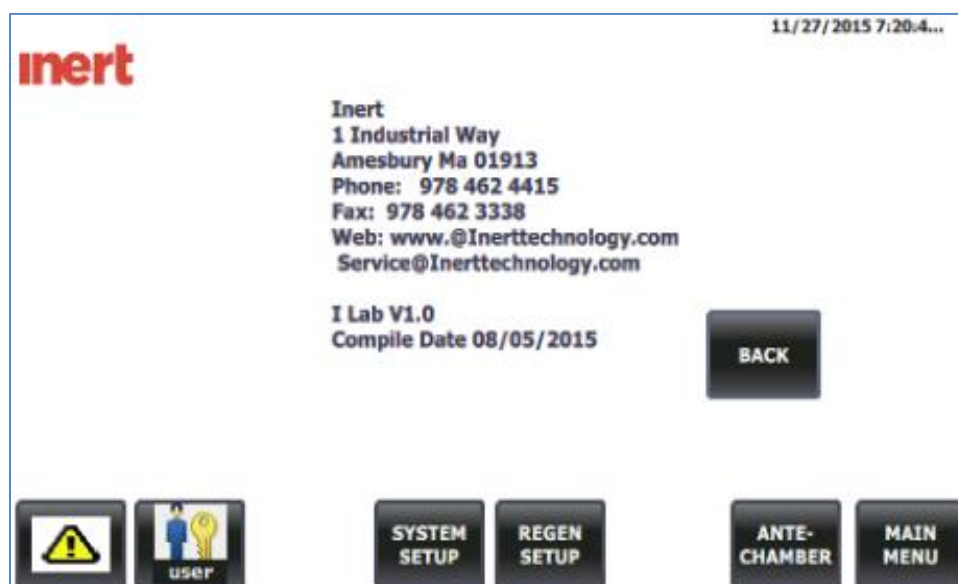 11/27/2015 7:20:4...
inert
Inert
1 Industrial Way
Amesbury Ma 01913
Phone: 978 462 4415
Fax: 978 462 3338
Web: www.@Inerttechnology.com
Service@Inerttechnology.com
I Lab V1.0
Compile Date 08/05/2015
BACK
user
SYSTEM
SETUP
REGEN
SETUP
ANTE-
CHAMBER
MAIN
MENU